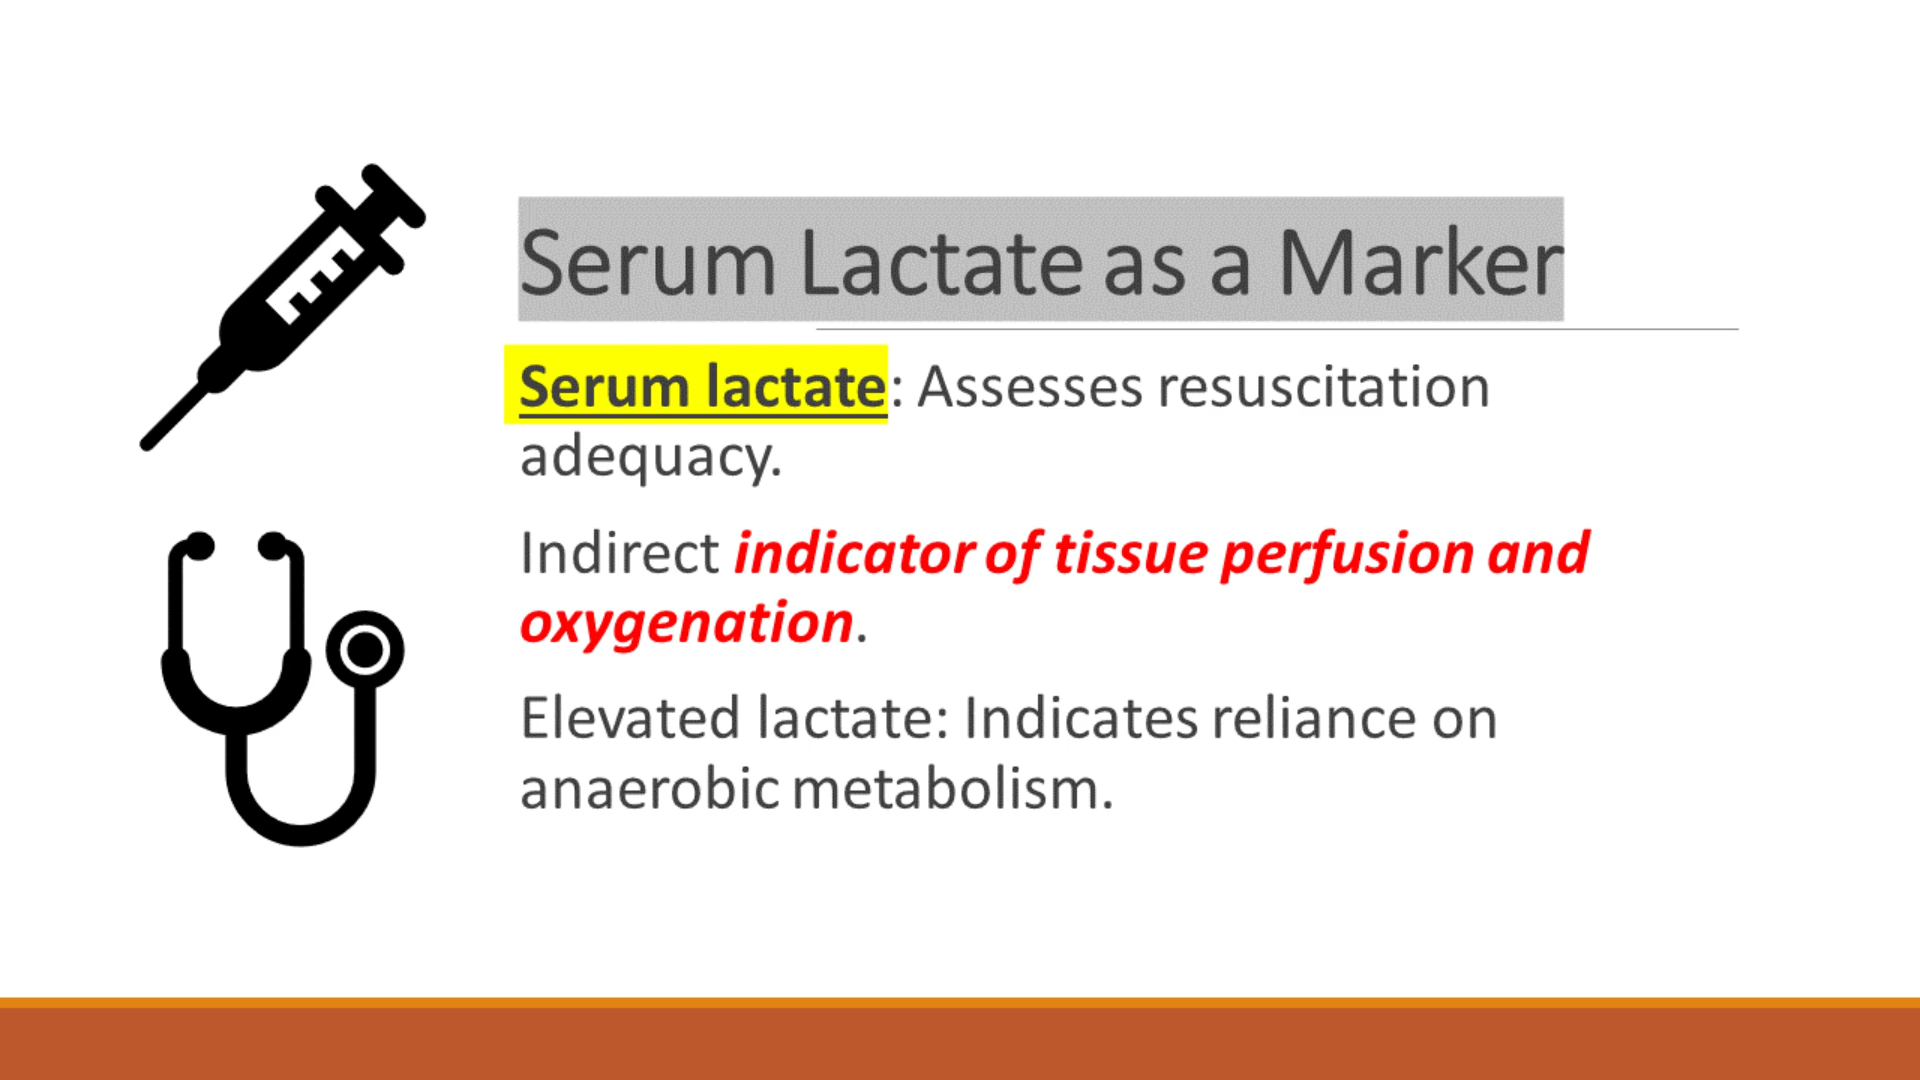 Serum Lactate as a Marker
Serum lactate: Assesses resuscitation
adequacy.
Indirect indicator of tissue perfusion and
oxygenation.
Elevated lactate: Indicates reliance on
anaerobic metabolism.